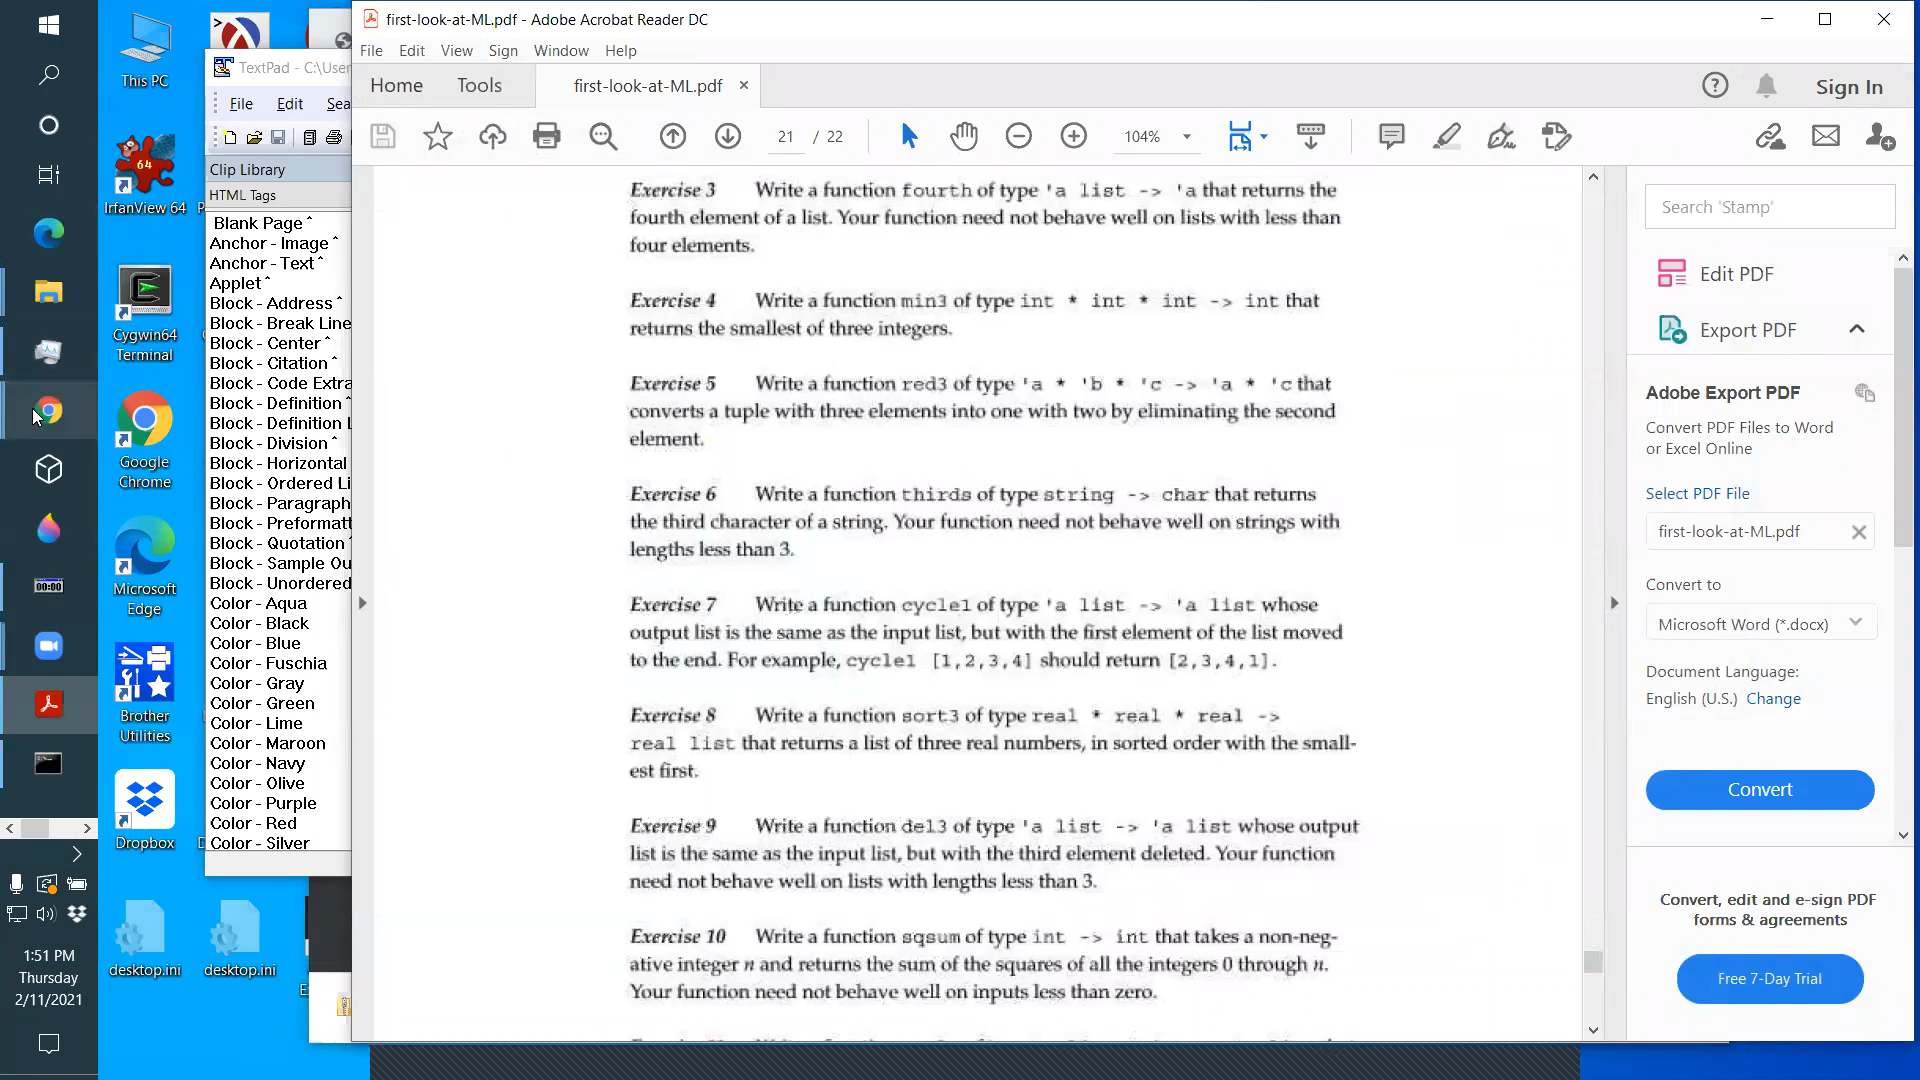 This PC
IrfanView 64
Cygwin64
Terminal
Google
Chrome
Microsoft
Edge
Brother
Utilities
Dropbox
desktop.ini
desktop.ini
1:51 PM
Thursday
2/11/2021
00:00
64
TextPad - C:\User
File Edit Sea
Clip Library
HTML Tags
Blank Page ^
Anchor - Image ^
Anchor - Text ^
Applet ^
Block - Address ^
Block - Break Line
Block - Center ^
Block - Citation ^
Block - Code Extra
Block - Definition ^
Block - Definition L
Block - Division ^
Block - Horizontal
Block - Ordered Li
Block - Paragraph
Block - Preformatt
Block - Quotation ^
Block - Sample Ou
Block - Unordered
Color - Aqua
Color - Black
Color - Blue
Color - Fuschia
Color - Gray
Color - Green
Color - Lime
Color - Maroon
Color - Navy
Color - Olive
Color - Purple
Color - Red
Color - Silver
first-look-at-ML.pdf - Adobe Acrobat Reader DC
File Edit View Sign Window Help
Home Tools first-look-at-ML.pdf × Sign In
21 / 22 104%
Exercise 3 Write a function fourth of type 'a list -> 'a that returns the
fourth element of a list. Your function need not behave well on lists with less than
four elements.
Exercise 4 Write a function min3 of type int * int * int -> int that
returns the smallest of three integers.
Exercise 5 Write a function red3 of type 'a * 'b * 'c -> 'a * 'c that
converts a tuple with three elements into one with two by eliminating the second
element.
Exercise 6 Write a function thirds of type string -> char that returns
the third character of a string. Your function need not behave well on strings with
lengths less than 3.
Exercise 7 Write a function cycle1 of type 'a list -> 'a list whose
output list is the same as the input list, but with the first element of the list moved
to the end. For example, cycle1 [1,2,3,4] should return [2,3,4,1].
Exercise 8 Write a function sort3 of type real * real * real ->
real list that returns a list of three real numbers, in sorted order with the small-
est first.
Exercise 9 Write a function del3 of type 'a list -> 'a list whose output
list is the same as the input list, but with the third element deleted. Your function
need not behave well on lists with lengths less than 3.
Exercise 10 Write a function sqsum of type int -> int that takes a non-neg-
ative integer n and returns the sum of the squares of all the integers 0 through n.
Your function need not behave well on inputs less than zero.
Search 'Stamp'
Edit PDF
Export PDF
Adobe Export PDF
Convert PDF Files to Word
or Excel Online
Select PDF File
first-look-at-ML.pdf
Convert to
Microsoft Word (*.docx)
Document Language:
English (U.S.) Change
Convert
Convert, edit and e-sign PDF
forms & agreements
Free 7-Day Trial